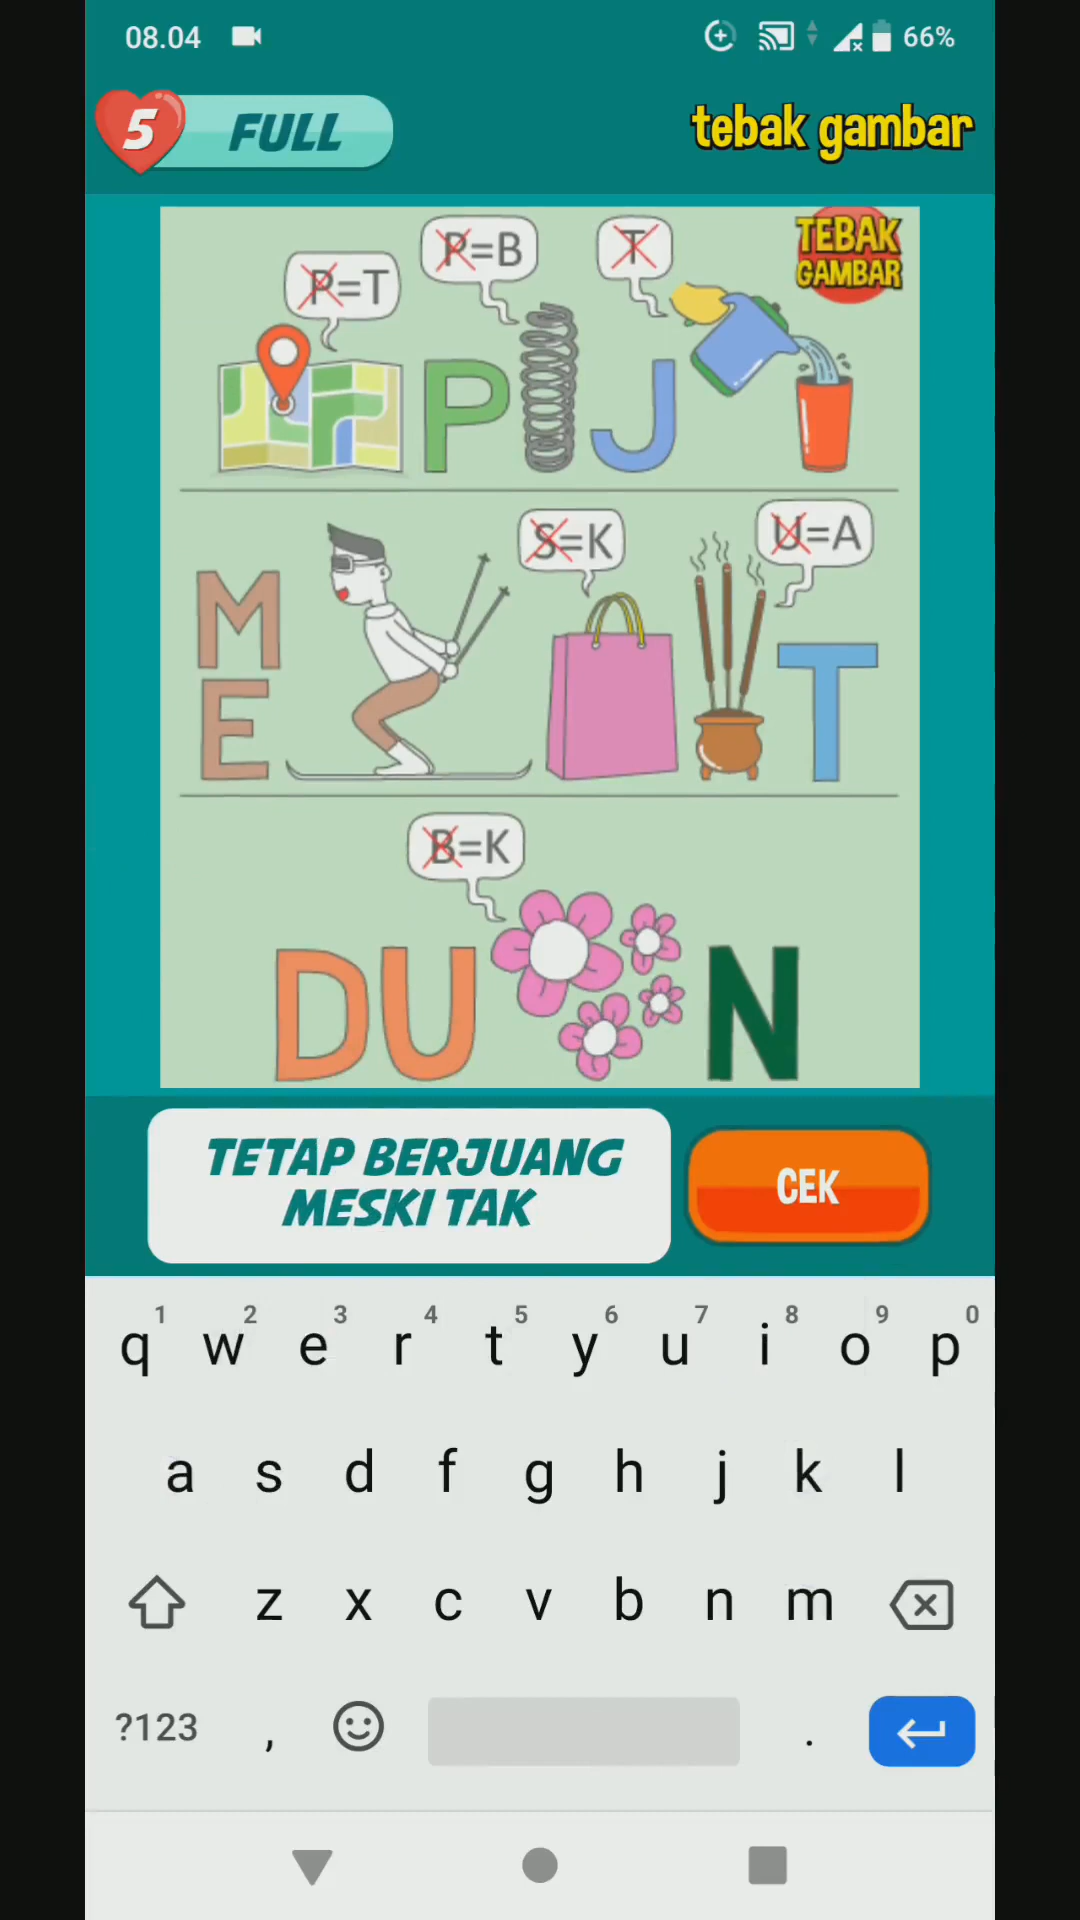 08.04
66%
5
FULL
tebak gambar
P=T
P=B
T
TEBAK
GAMBAR
P
J
M
E
S=K
U=A
T
B=K
DU
N
TETAP BERJUANG
MESKI TAK
CEK
1 2 3 4 5 6 7 8 9 0
q w e r t y u i o p
a s d f g h j k l
z x c v b n m
?123 , .